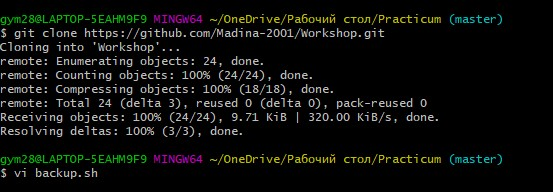 gym28@LAPTOP-5EAHM9F9 MINGW64 ~/OneDrive/Рабочий стол/Practicum (master)
$ git clone https://github.com/Madina-2001/Workshop.git
Cloning into 'Workshop'...
remote: Enumerating objects: 24, done.
remote: Counting objects: 100% (24/24), done.
remote: Compressing objects: 100% (18/18), done.
remote: Total 24 (delta 3), reused 0 (delta 0), pack-reused 0
Receiving objects: 100% (24/24), 9.71 KiB | 320.00 KiB/s, done.
Resolving deltas: 100% (3/3), done.
gym28@LAPTOP-5EAHM9F9 MINGW64 ~/OneDrive/Рабочий стол/Practicum (master)
$ vi backup.sh